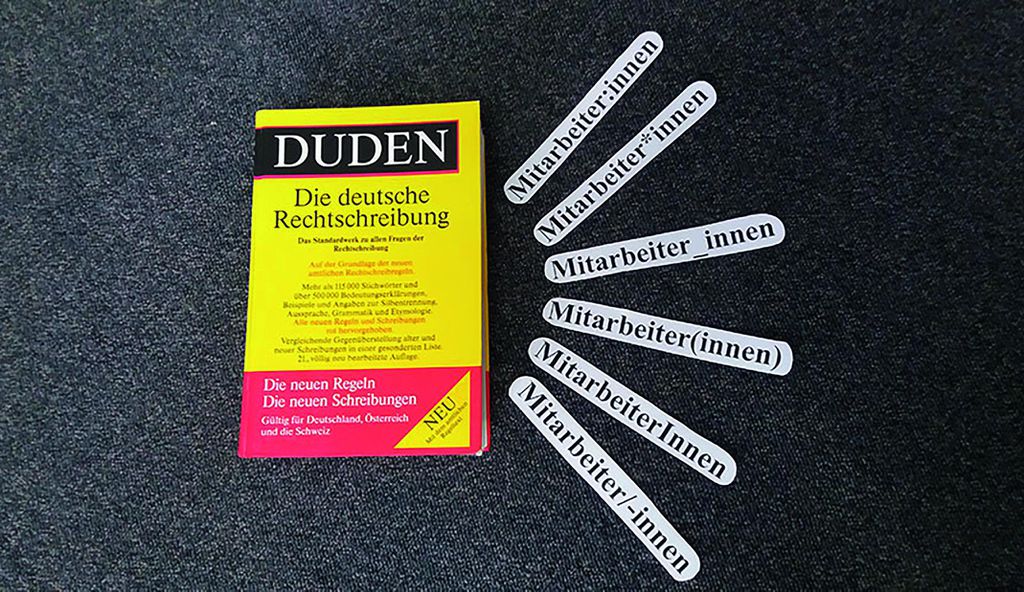 DUDEN
Die deutsche
Rechtschreibung
Das Standardwerk zu allen Fragen der
Rechtschreibung
Auf der Grundlage der neuen
amtlichen Rechtschreibregeln.
Mehr als 115 000 Stichwörter und
über 500 000 Bedeutungserklärungen,
Beispiele und Angaben zur Silbentrennung,
Aussprache, Grammatik und Etymologie.
Alle neuen Regeln und Schreibungen
rot hervorgehoben.
Vergleichende Gegenüberstellung alter und
neuer Schreibungen in einer gesonderten Liste.
21., völlig neu bearbeitete Auflage.
Die neuen Regeln
Die neuen Schreibungen
Gültig für Deutschland, Österreich
und die Schweiz
NEU
Mit dem amtlichen
Regeltext
Mitarbeiter:innen
Mitarbeiter*innen
Mitarbeiter_innen
Mitarbeiter(innen)
MitarbeiterInnen
Mitarbeiter/-innen